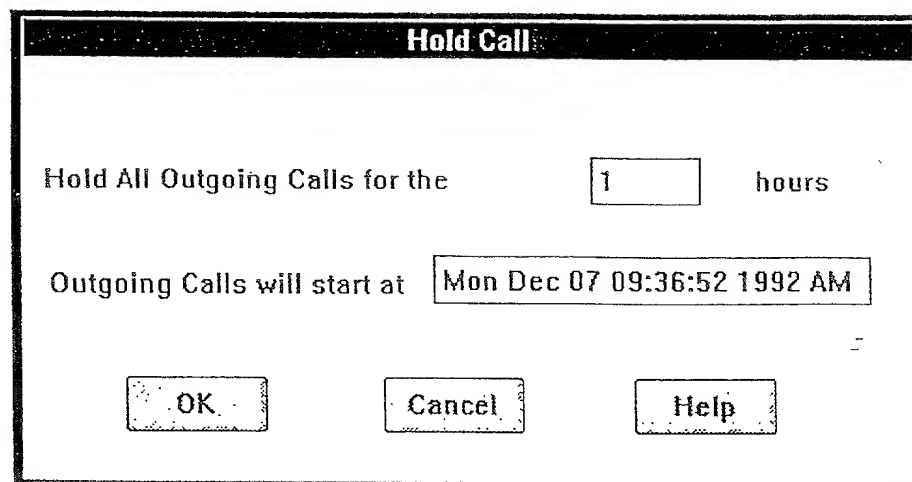 Hold Call
Hold All Outgoing Calls for the 1 hours
Outgoing Calls will start at Mon Dec 07 09:36:52 1992 AM
OK Cancel Help